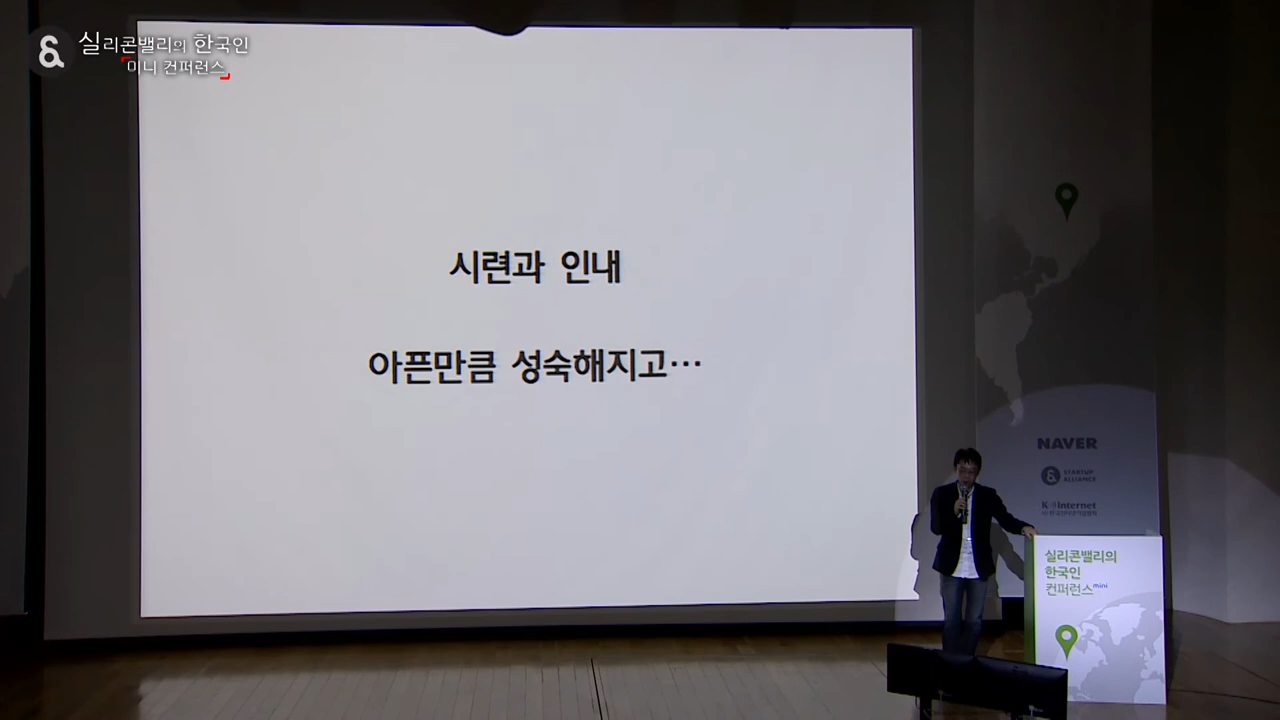 실리콘밸리의 한국인
미니 컨퍼런스
시련과 인내
아픈만큼 성숙해지고…
NAVER
STARTUP
ALLIANCE
K Internet
실리콘밸리의
한국인
컨퍼런스 mini